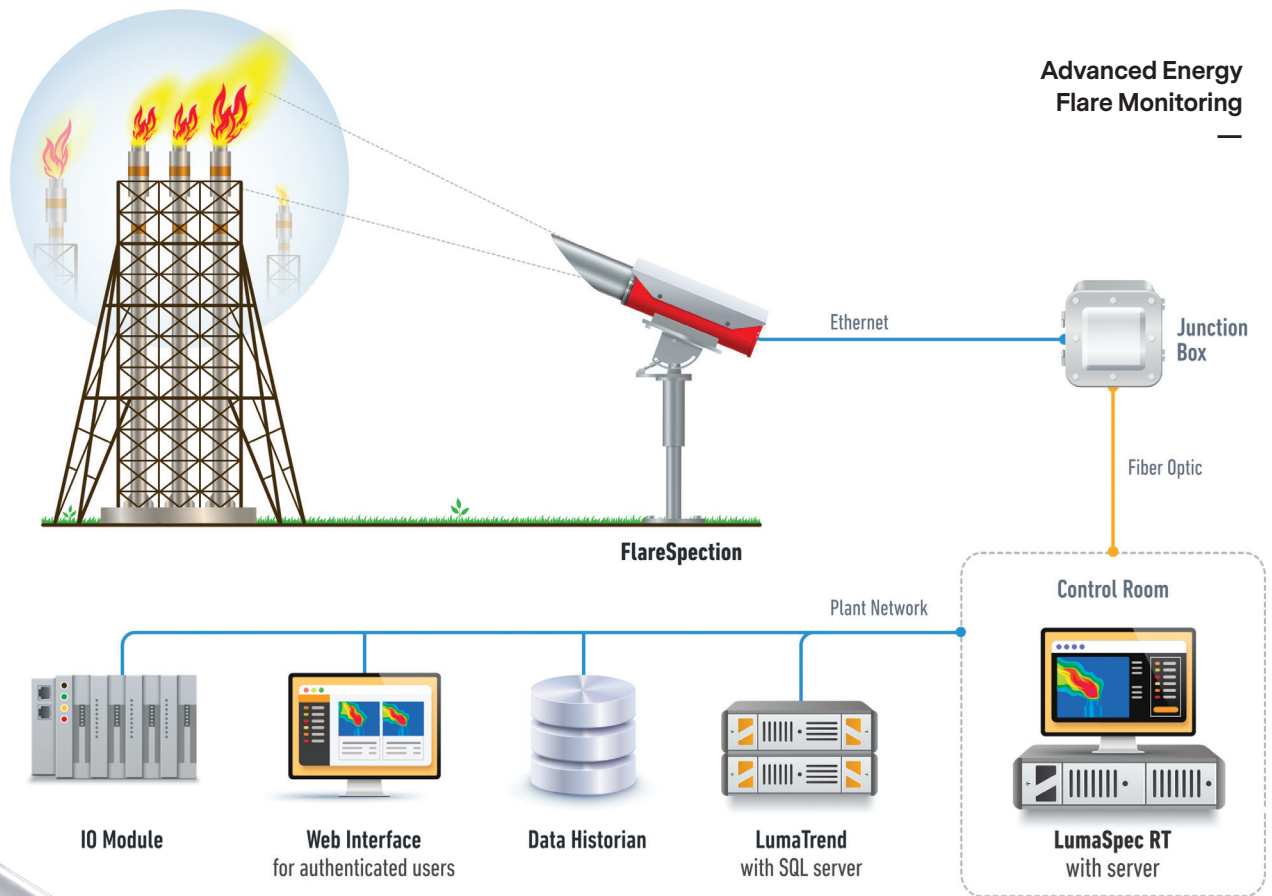 Advanced Energy
Flare Monitoring
Ethernet
Junction
Box
Fiber Optic
FlareSpection
Control Room
Plant Network
IO Module
Web Interface
for authenticated users
Data Historian
LumaTrend
with SQL server
LumaSpec RT
with server